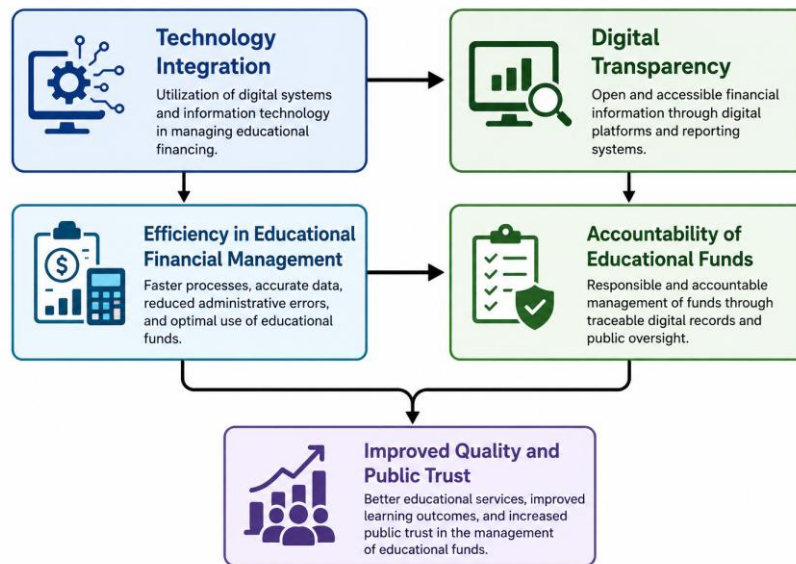 Technology
Integration
Utilization of digital systems
and information technology
in managing educational
financing.
Digital
Transparency
Open and accessible financial
information through digital
platforms and reporting
systems.
Efficiency in Educational
Financial Management
Faster processes, accurate data,
reduced administrative errors,
and optimal use of educational
funds.
$
Accountability of
Educational Funds
Responsible and accountable
management of funds through
traceable digital records and
public oversight.
Improved Quality and
Public Trust
Better educational services, improved
learning outcomes, and increased
public trust in the management
of educational funds.